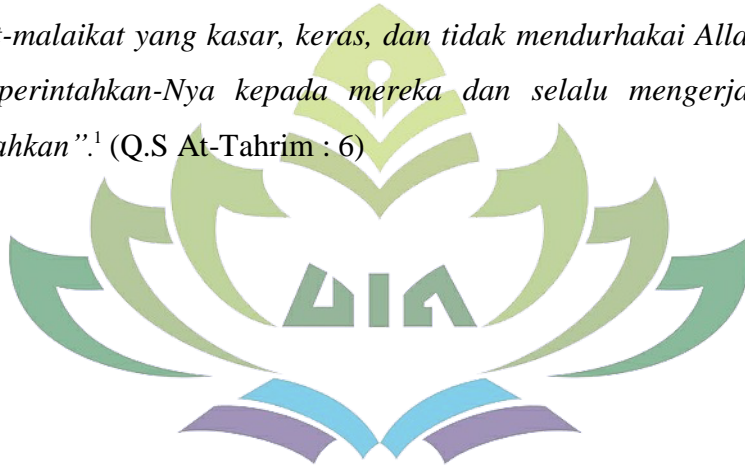 t-malaikat yang kasar, keras, dan tidak mendurhakai Alla
perintahkan-Nya kepada mereka dan selalu mengerja
ahkan”.¹ (Q.S At-Tahrim : 6)
UIN